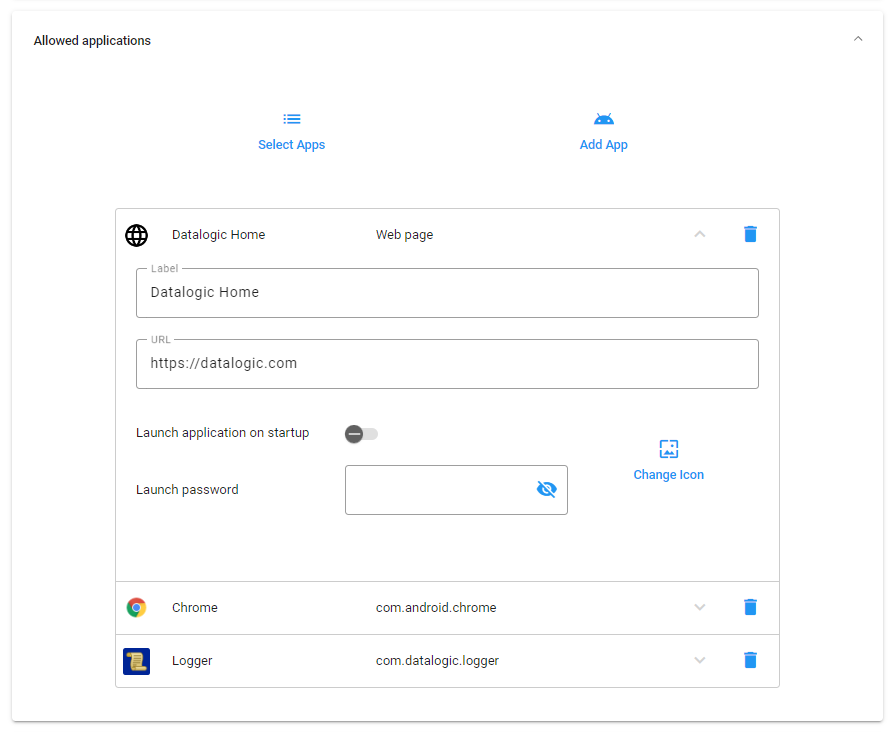 Allowed applications
Select Apps
Add App
Datalogic Home Web page
Label
Datalogic Home
URL
https://datalogic.com
Launch application on startup
Change Icon
Launch password
Chrome com.android.chrome
Logger com.datalogic.logger